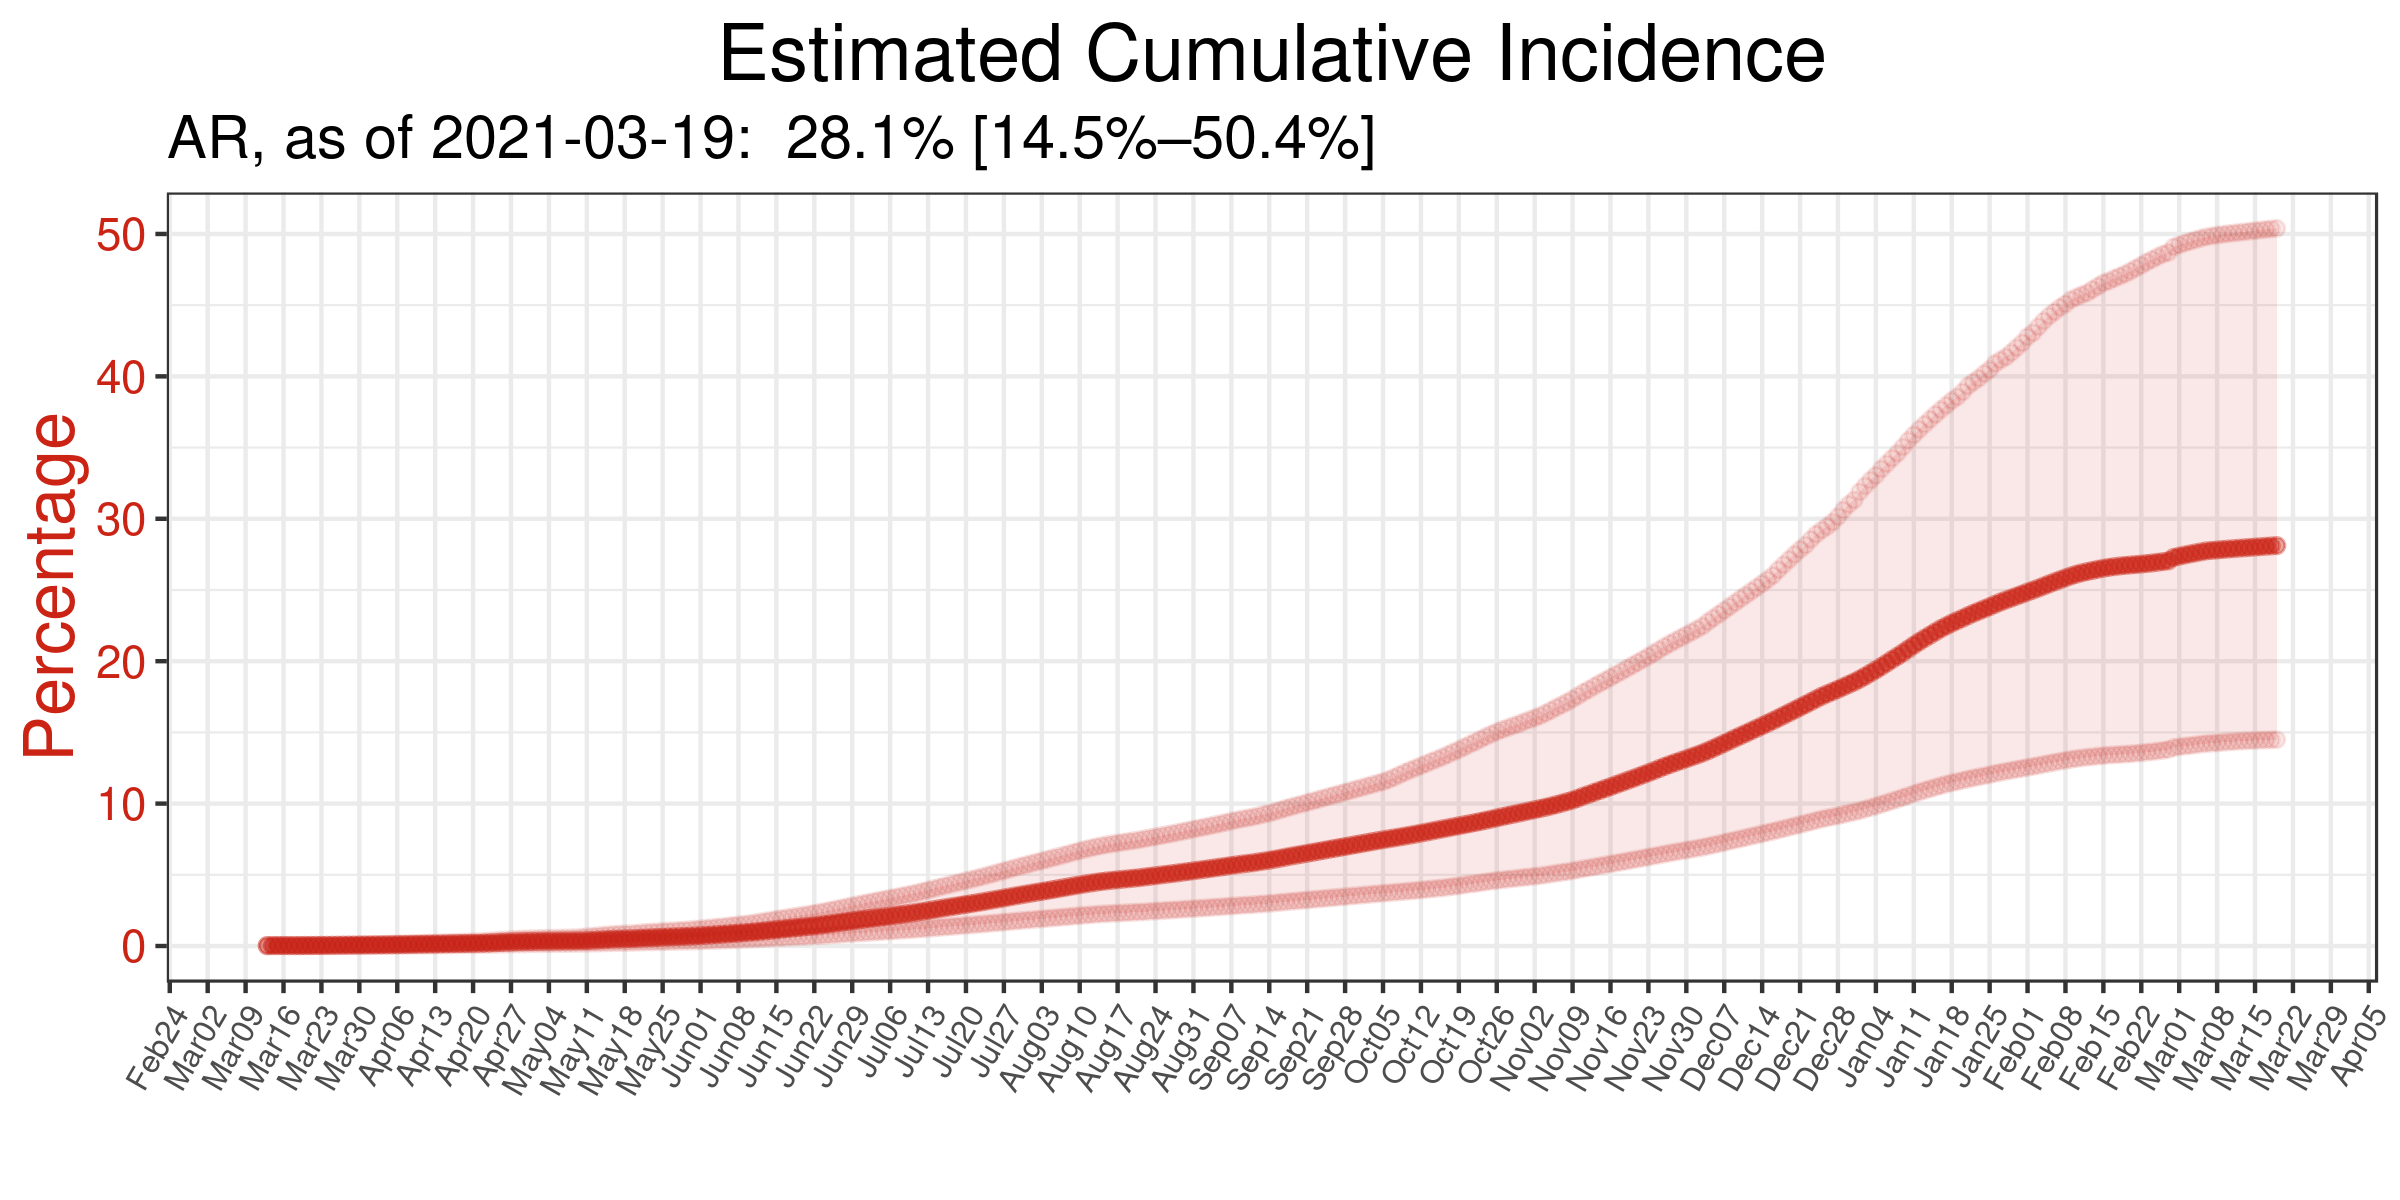 Estimated Cumulative Incidence
AR, as of 2021-03-19:  28.1% [14.5%–50.4%]
Percentage
50
40
30
20
10
0
Feb24
Mar02
Mar09
Mar16
Mar23
Mar30
Apr06
Apr13
Apr20
Apr27
May04
May11
May18
May25
Jun01
Jun08
Jun15
Jun22
Jun29
Jul06
Jul13
Jul20
Jul27
Aug03
Aug10
Aug17
Aug24
Aug31
Sep07
Sep14
Sep21
Sep28
Oct05
Oct12
Oct19
Oct26
Nov02
Nov09
Nov16
Nov23
Nov30
Dec07
Dec14
Dec21
Dec28
Jan04
Jan11
Jan18
Jan25
Feb01
Feb08
Feb15
Feb22
Mar01
Mar08
Mar15
Mar22
Mar29
Apr05